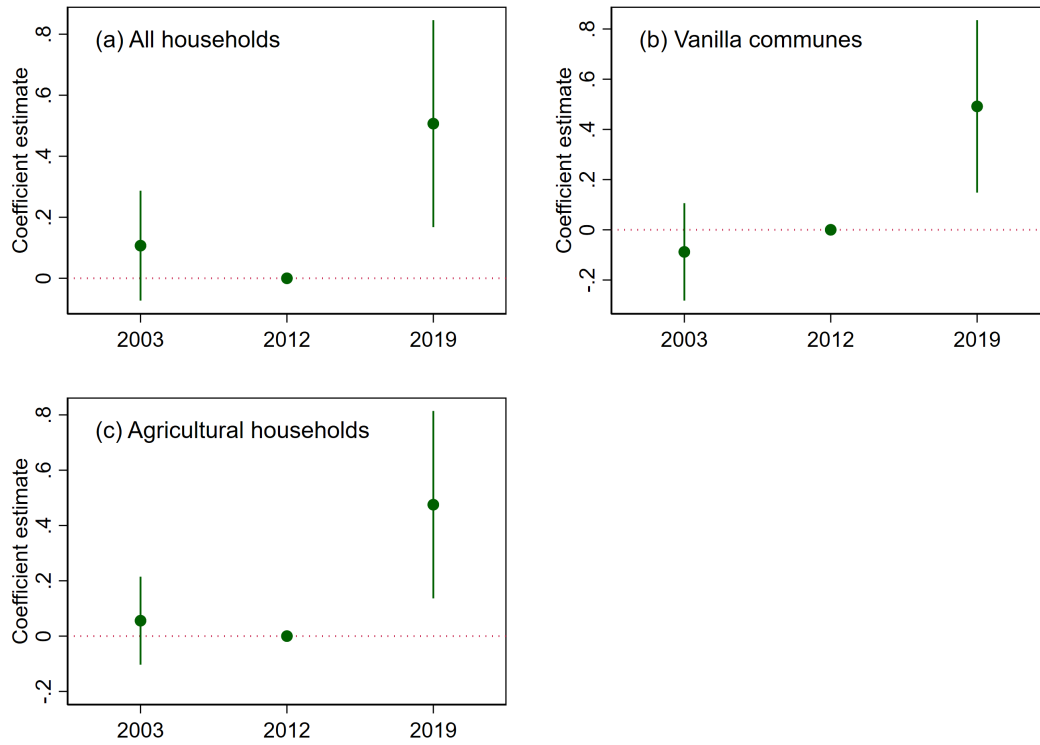 (a) All households
Coefficient estimate
.8
.6
.4
.2
0
2003 2012 2019
(b) Vanilla communes
Coefficient estimate
.8
.6
.4
.2
0
-.2
2003 2012 2019
(c) Agricultural households
Coefficient estimate
.8
.6
.4
.2
0
-.2
2003 2012 2019